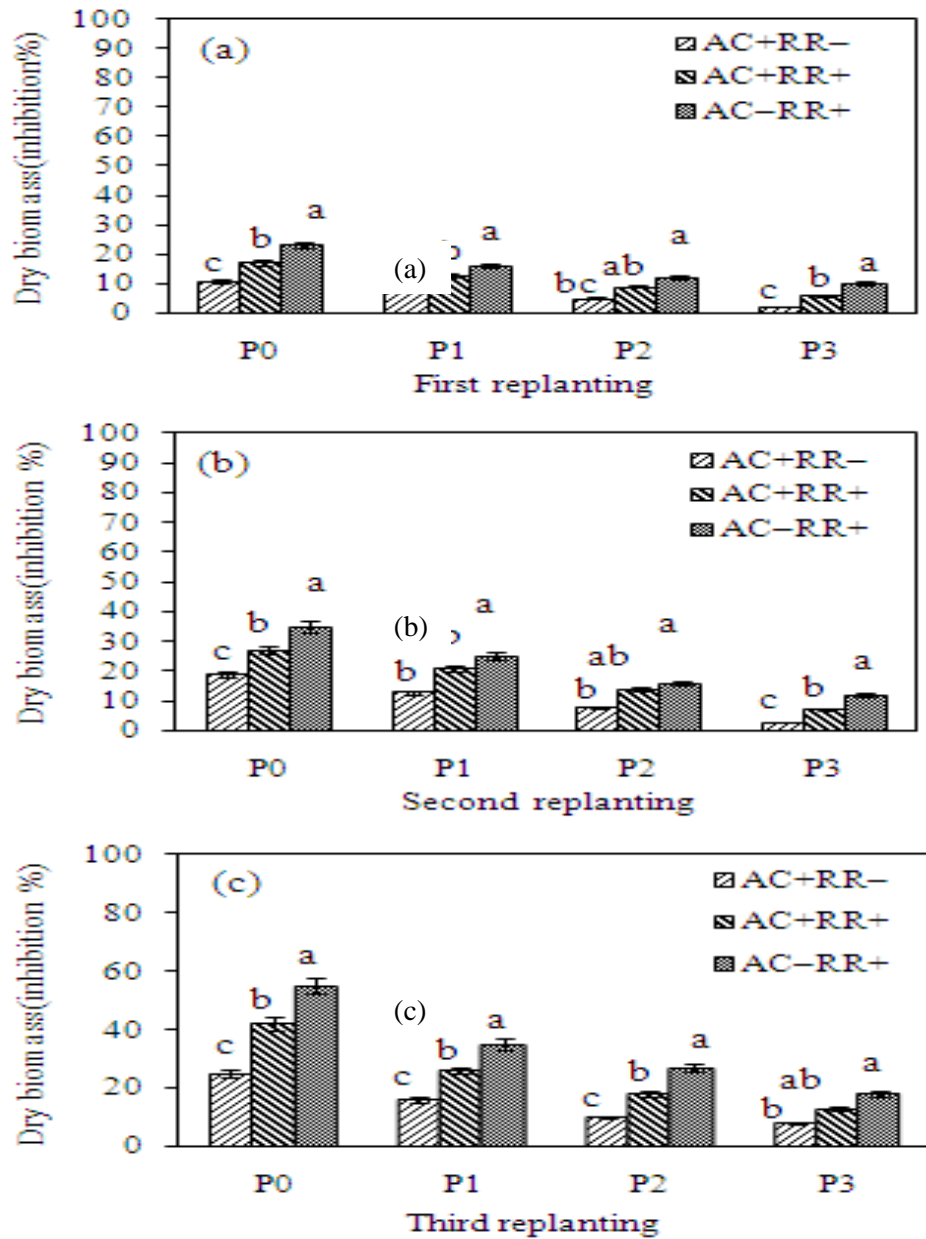 Dry biomass(inhibition%)
100
90
80
70
60
50
40
30
20
10
0
(a)
AC+RR−
AC+RR+
AC−RR+
c b a
(a) a
bc ab a
c b a
P0 P1 P2 P3
First replanting
Dry biomass(inhibition %)
100
90
80
70
60
50
40
30
20
10
0
(b)
AC+RR−
AC+RR+
AC−RR+
c b a
b (b) b a
b ab a
c b a
P0 P1 P2 P3
Second replanting
Dry biomass(inhibition %)
100
80
60
40
20
0
(c)
AC+RR−
AC+RR+
AC−RR+
c b a
c (c) b a
c b a
b ab a
P0 P1 P2 P3
Third replanting